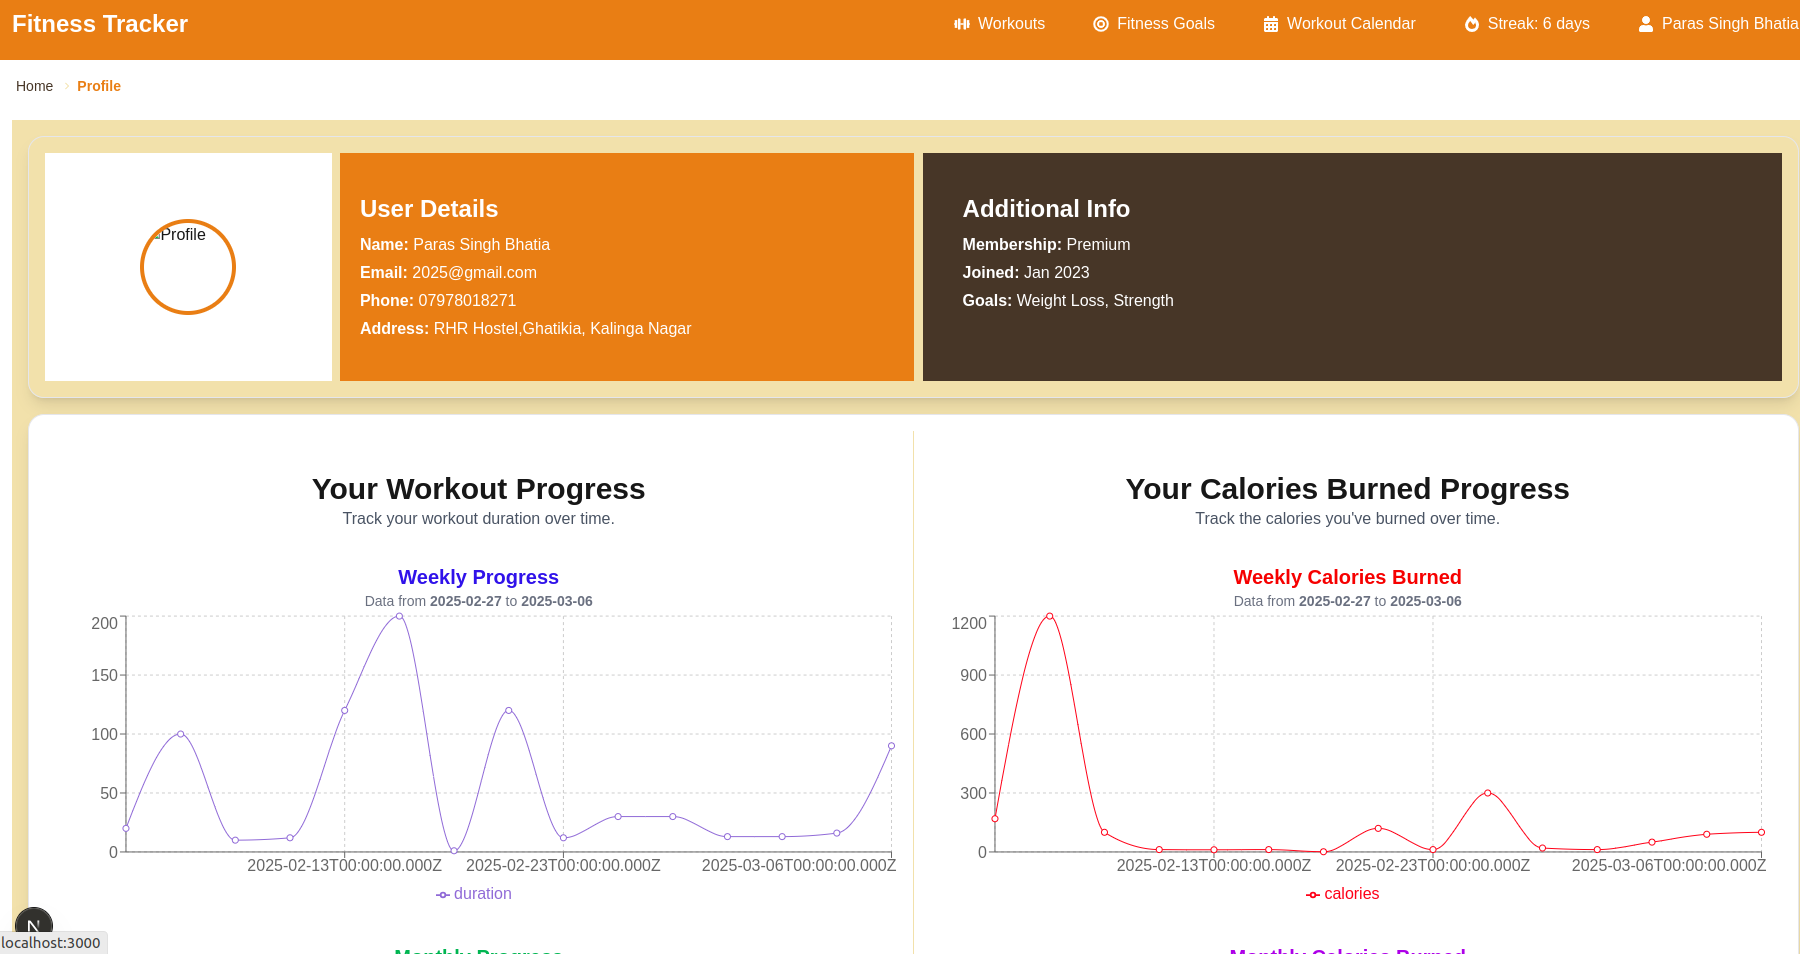 Fitness Tracker
Workouts
Fitness Goals
Workout Calendar
Streak: 6 days
Paras Singh Bhatia
Home
Profile
Profile
User Details
Name: Paras Singh Bhatia
Email: 2025@gmail.com
Phone: 07978018271
Address: RHR Hostel,Ghatikia, Kalinga Nagar
Additional Info
Membership: Premium
Joined: Jan 2023
Goals: Weight Loss, Strength
Your Workout Progress
Track your workout duration over time.
Weekly Progress
Data from 2025-02-27 to 2025-03-06
200
150
100
50
0
2025-02-13T00:00:00.000Z
2025-02-23T00:00:00.000Z
2025-03-06T00:00:00.000Z
duration
Monthly Progress
Your Calories Burned Progress
Track the calories you've burned over time.
Weekly Calories Burned
Data from 2025-02-27 to 2025-03-06
1200
900
600
300
0
2025-02-13T00:00:00.000Z
2025-02-23T00:00:00.000Z
2025-03-06T00:00:00.000Z
calories
Monthly Calories Burned
N
localhost:3000